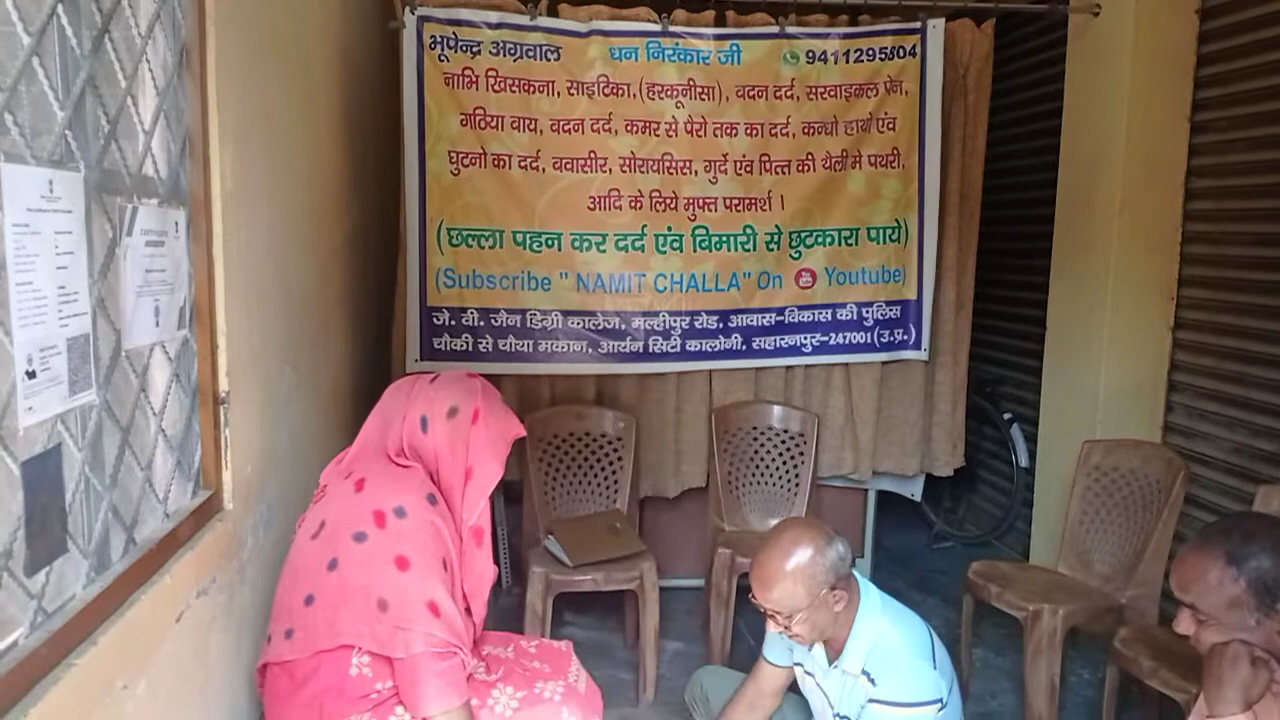 भूपेन्द्र अग्रवाल धन निरंकार जी 9411295804
नाभि खिसकना, साइटिका,(हरकूनीसा), बदन दर्द, सरवाइकल पेन,
गठिया वाय, बदन दर्द, कमर से पैरो तक का दर्द, कन्धो हाथो एंव
घुटनो का दर्द, बवासीर, सोरायसिस, गुर्दे एंव पित्त की थैली मे पथरी,
आदि के लिये मुफ्त परामर्श ।
(छल्ला पहन कर दर्द एंव बिमारी से छुटकारा पाये)
(Subscribe " NAMIT CHALLA" On You Tube Youtube)
जे. वी. जैन डिग्री कालेज, मल्हीपुर रोड, आवास-विकास की पुलिस
चौकी से चौथा मकान, आर्यन सिटी कालोनी, सहारनपुर-247001(उ.प्र.)